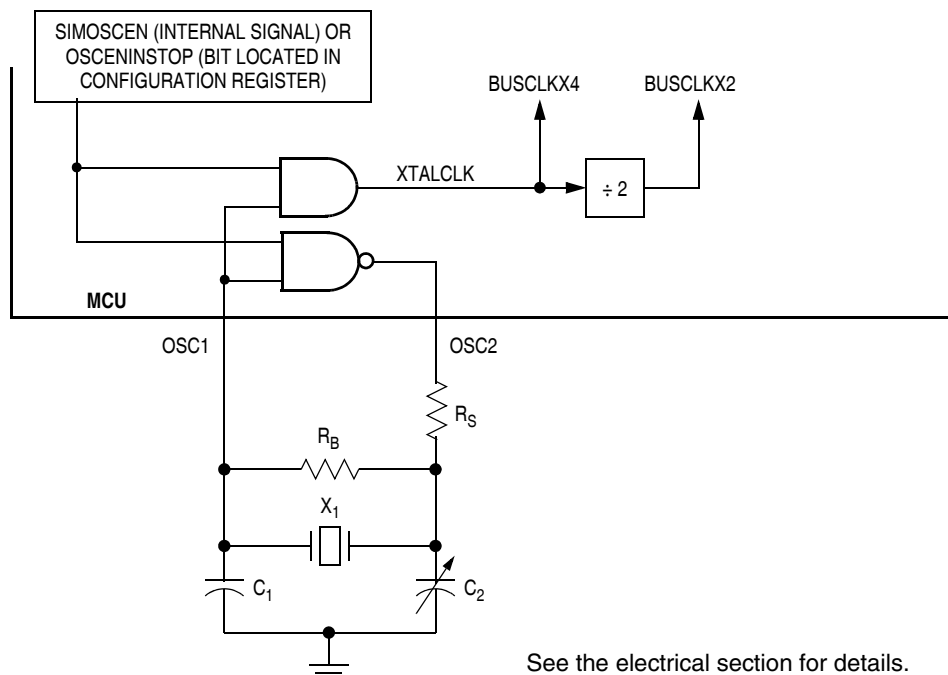 SIMOSCEN (INTERNAL SIGNAL) OR
OSCENINSTOP (BIT LOCATED IN
CONFIGURATION REGISTER)
BUSCLKX4
BUSCLKX2
XTALCLK
÷ 2
MCU
OSC1
OSC2
RS
RB
X1
C1
C2
See the electrical section for details.